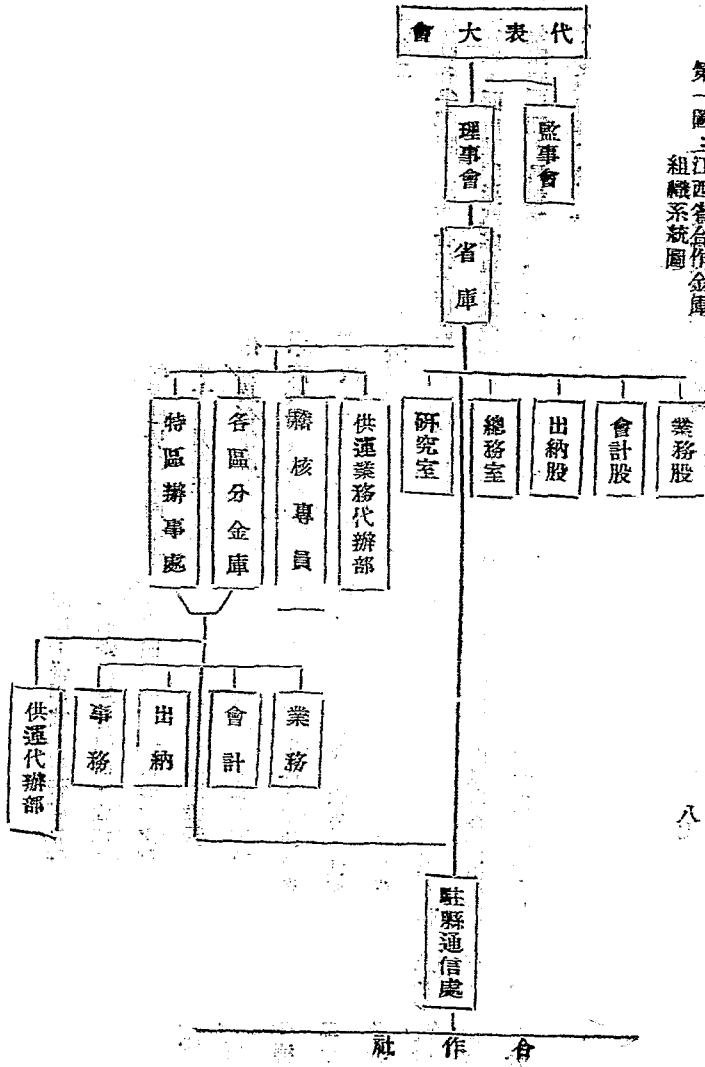 第一圖：江西省合作金庫
組織系統圖
代表大會
監事會
理事會
省庫
業務股
會計股
出納股
總務室
研究室
供運業務代辦部
稽核專員
各區分金庫
特區辦事處
業務
會計
出納
事務
供運代辦部
駐縣通信處
合作社
八